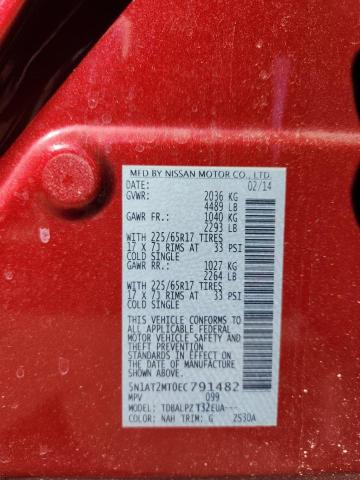 MFD BY NISSAN MOTOR CO., LTD.
DATE: 02/14
GVWR: 2036 KG
4489 LB
GAWR FR.: 1040 KG
2293 LB
WITH 225/65R17 TIRES
17 X 7J RIMS AT 33 PSI
COLD SINGLE
GAWR RR.: 1027 KG
2264 LB
WITH 225/65R17 TIRES
17 X 7J RIMS AT 33 PSI
COLD SINGLE
THIS VEHICLE CONFORMS TO
ALL APPLICABLE FEDERAL
MOTOR VEHICLE SAFETY AND
THEFT PREVENTION
STANDARDS IN EFFECT ON
THE DATE OF MANUFACTURE
SHOWN ABOVE.
5N1AT2MT0EC791482
MPV 099
MODEL: TDBALPZ T32EUA---
COLOR: NAH TRIM: G 2530A